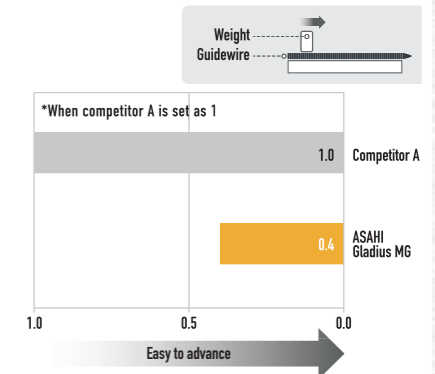 Weight
Guidewire
*When competitor A is set as 1
1.0 Competitor A
0.4 ASAHI
Gladius MG
1.0 0.5 0.0
Easy to advance